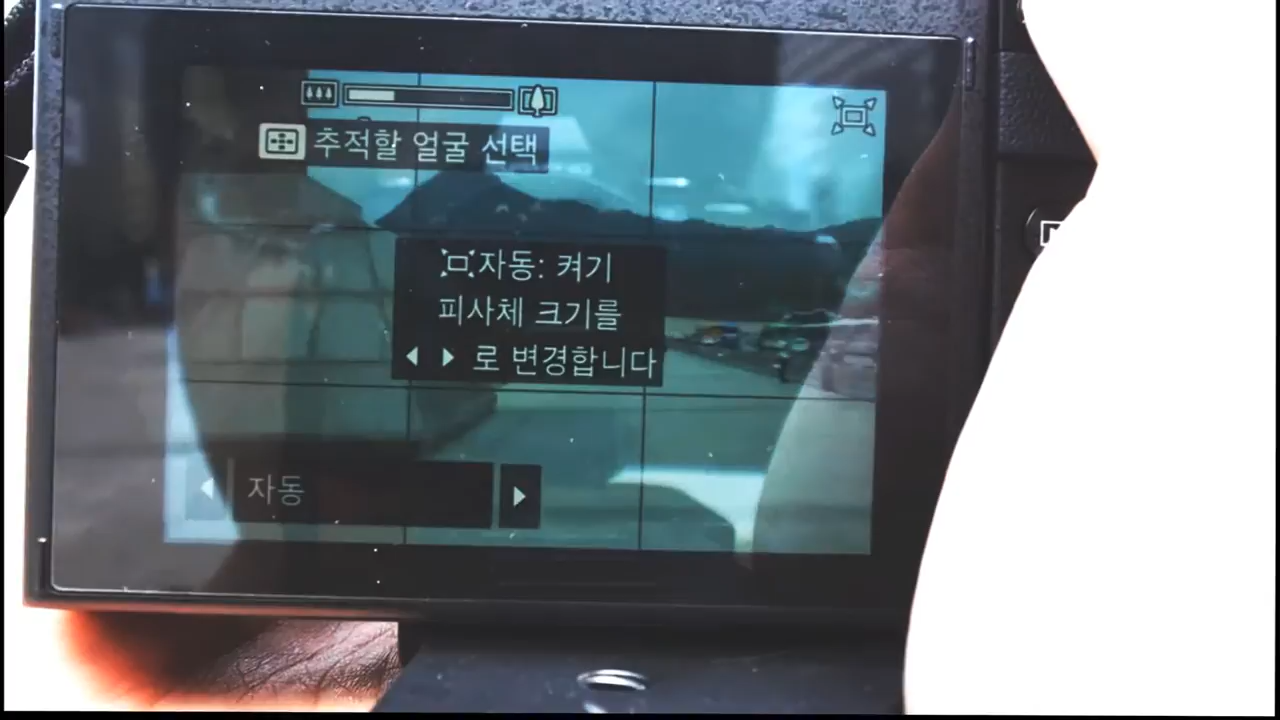 추적할 얼굴 선택
자동: 켜기
피사체 크기를
로 변경합니다
자동